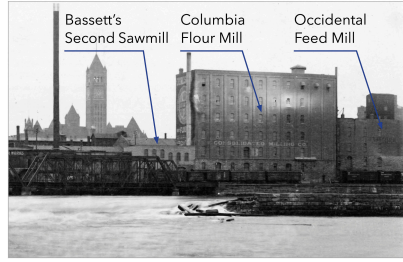 Bassett's
Second Sawmill
Columbia
Flour Mill
Occidental
Feed Mill
CONSOLIDATED MILLING CO.